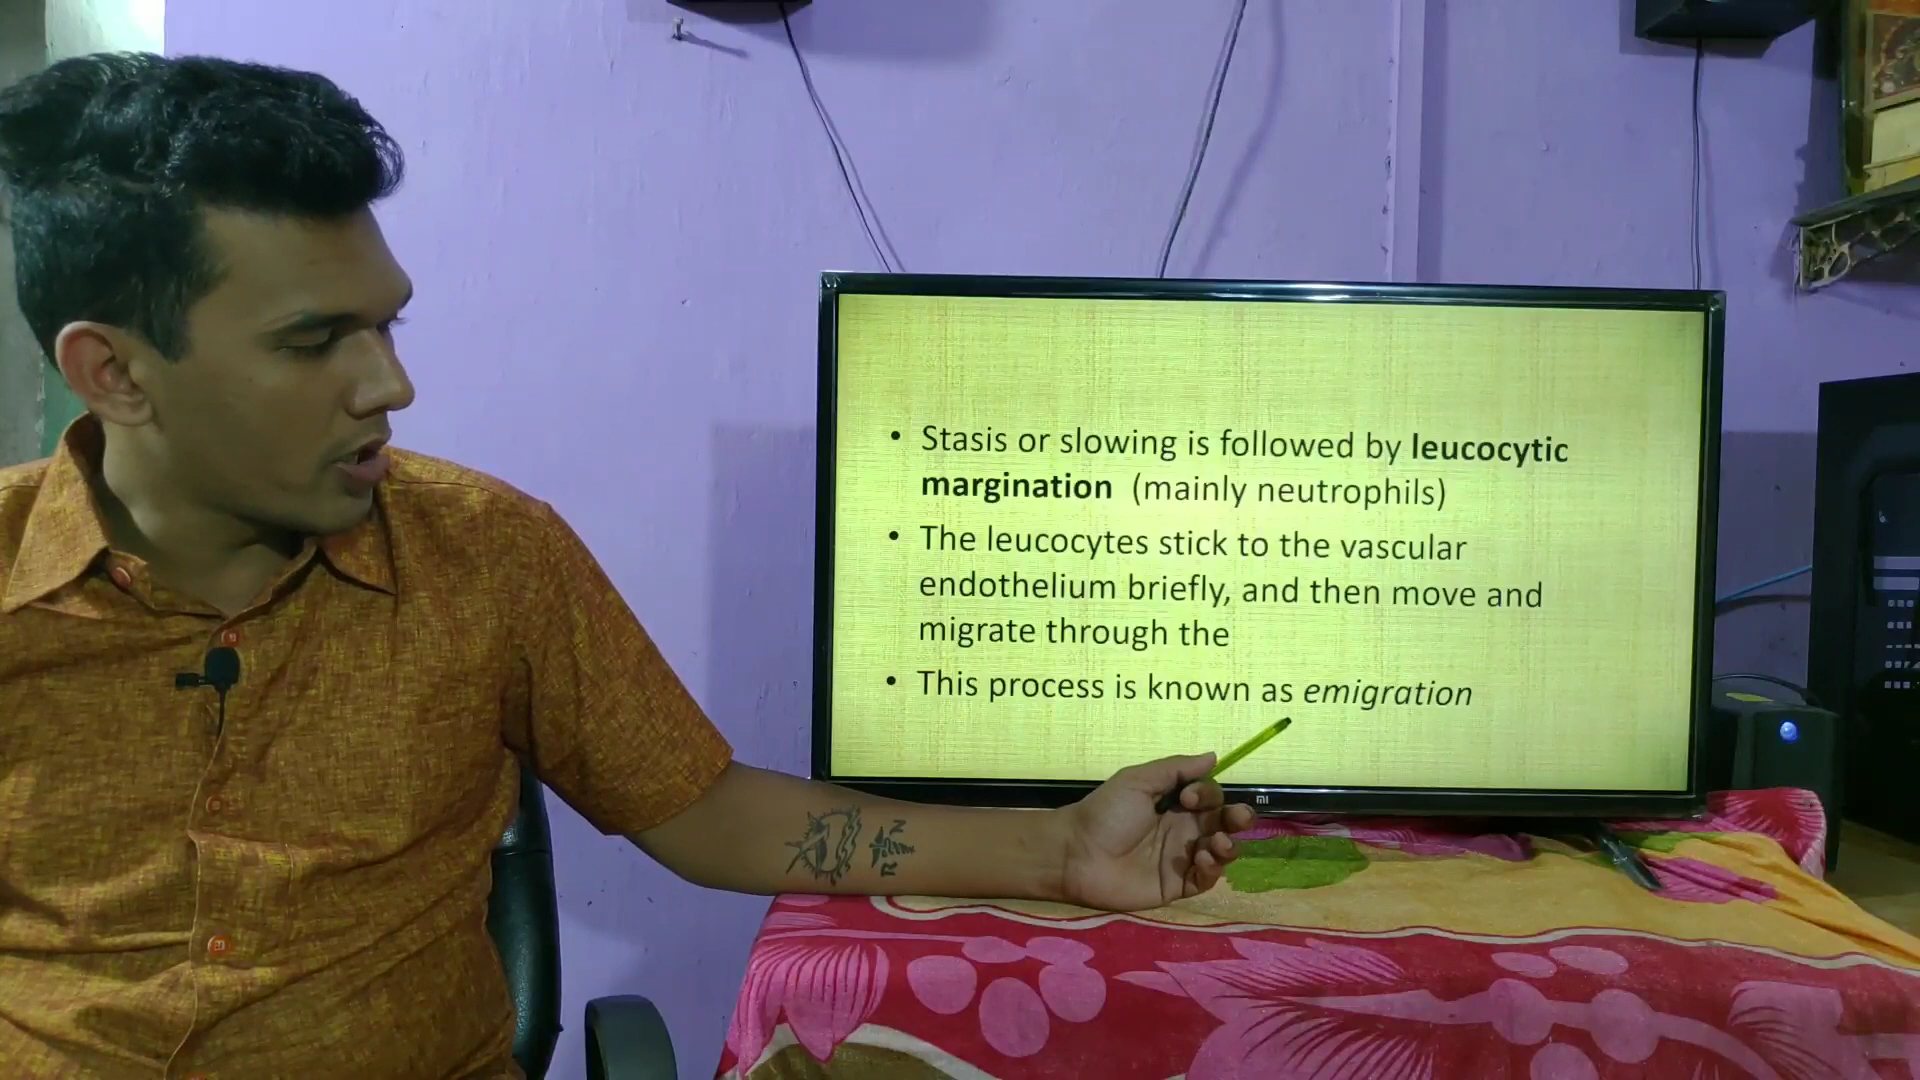 • Stasis or slowing is followed by leucocytic
margination (mainly neutrophils)
• The leucocytes stick to the vascular
endothelium briefly, and then move and
migrate through the
• This process is known as emigration
mi
R N